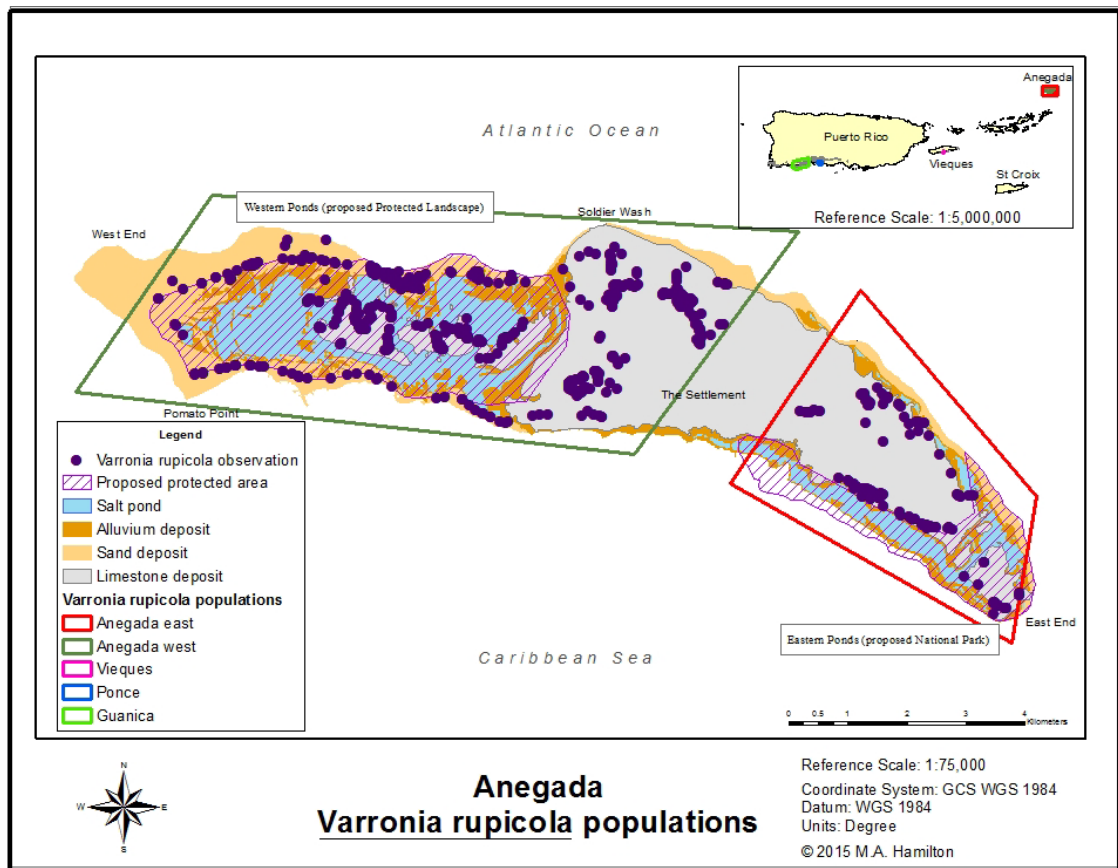 Anegada
Puerto Rico
Vieques
St Croix
Reference Scale: 1:5,000,000
Atlantic Ocean
Western Ponds (proposed Protected Landscape)
Soldier Wash
West End
The Settlement
Pomato Point
Legend
Varronia rupicola observation
Proposed protected area
Salt pond
Alluvium deposit
Sand deposit
Limestone deposit
Varronia rupicola populations
Anegada east
Anegada west
Vieques
Ponce
Guanica
East End
Eastern Ponds (proposed National Park)
Caribbean Sea
0 0.5 1 2 3 4
Kilometers
N
W E
S
Anegada
Varronia rupicola populations
Reference Scale: 1:75,000
Coordinate System: GCS WGS 1984
Datum: WGS 1984
Units: Degree
© 2015 M.A. Hamilton